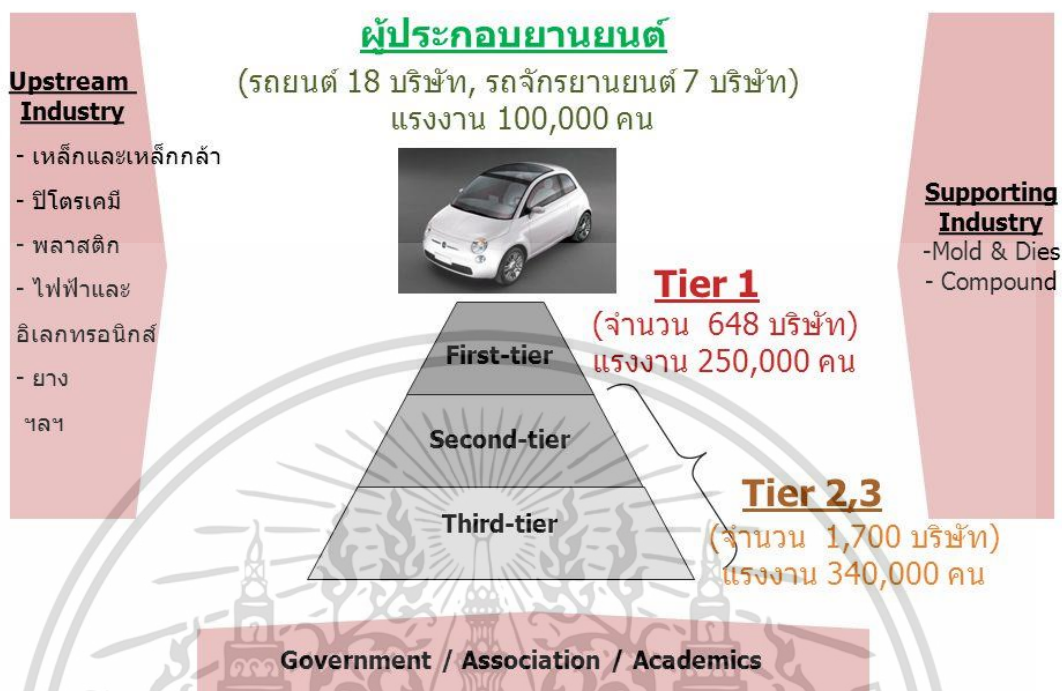 ผู้ประกอบยานยนต์
(รถยนต์ 18 บริษัท, รถจักรยานยนต์ 7 บริษัท)
แรงงาน 100,000 คน
Upstream
Industry
- เหล็กและเหล็กกล้า
- ปิโตรเคมี
- พลาสติก
- ไฟฟ้าและ
อิเลกทรอนิกส์
- ยาง
ฯลฯ
Supporting
Industry
-Mold & Dies
- Compound
Tier 1
(จำนวน 648 บริษัท)
แรงงาน 250,000 คน
First-tier
Second-tier
Third-tier
Tier 2,3
(จำนวน 1,700 บริษัท)
แรงงาน 340,000 คน
Government / Association / Academics